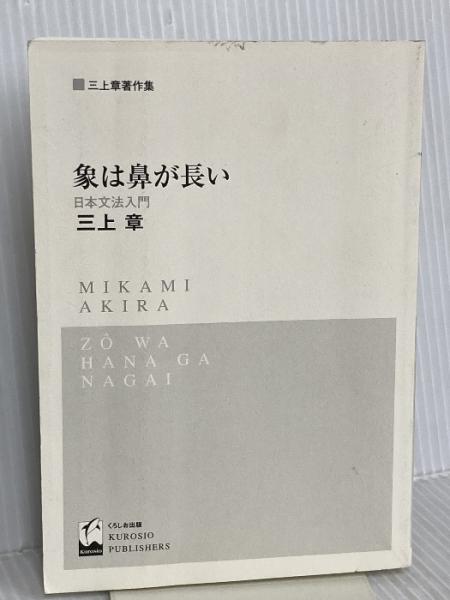 三上章著作集
象は鼻が長い
日本文法入門
三上 章
MIKAMI
AKIRA
ZÔ WA
HANA GA
NAGAI
Kurosio
くろしお出版
KUROSIO
PUBLISHERS